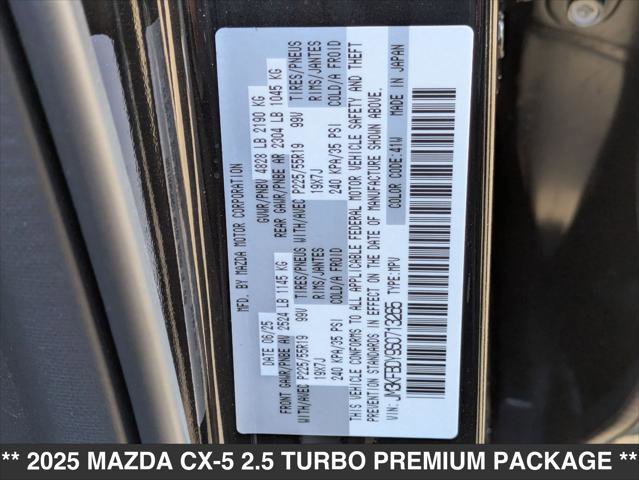 MFD. BY MAZDA MOTOR CORPORATION
DATE 06/25 GVWR/PNBV 4828 LB 2190 KG
FRONT GAWR/PNBE AV 2524 LB 1145 KG REAR GAWR/PNBE AR 2304 LB 1045 KG
WITH/AVEC P225/55R19 99V TIRES/PNEUS WITH/AVEC P225/55R19 99V TIRES/PNEUS
19X7J RIMS/JANTES 19X7J RIMS/JANTES
240 KPA/35 PSI COLD/A FROID 240 KPA/35 PSI COLD/A FROID
THIS VEHICLE CONFORMS TO ALL APPLICABLE FEDERAL MOTOR VEHICLE SAFETY AND THEFT
PREVENTION STANDARDS IN EFFECT ON THE DATE OF MANUFACTURE SHOWN ABOVE.
VIN: JM3KFBDY9S0713265 TYPE:MPV COLOR CODE:41W MADE IN JAPAN
** 2025 MAZDA CX-5 2.5 TURBO PREMIUM PACKAGE **